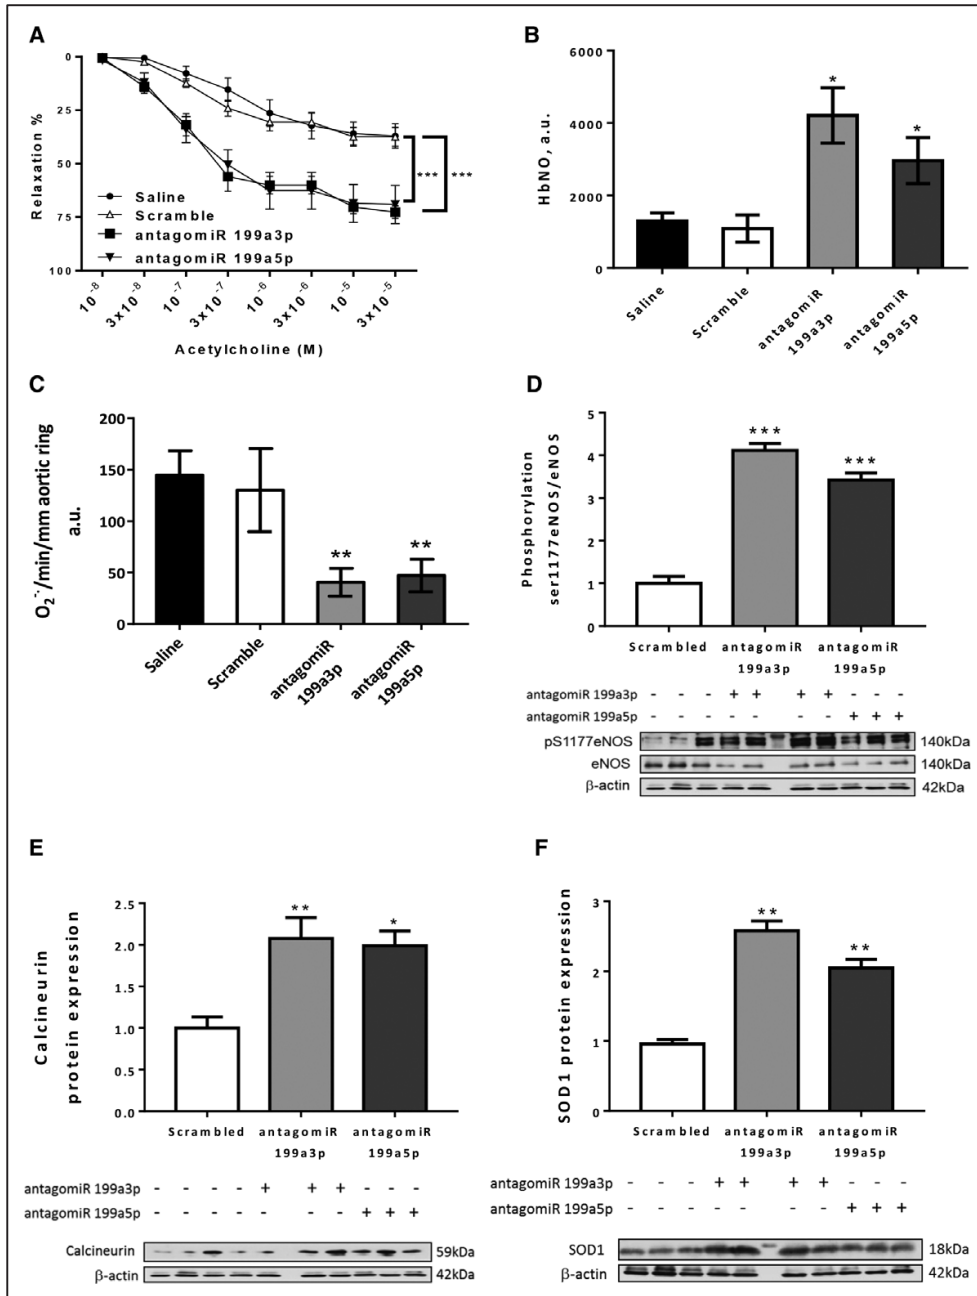 A
0
25
50
75
100
Relaxation %
Saline
Scramble
antagomiR 199a3p
antagomiR 199a5p
*** ***
10⁻⁸ 3x10⁻⁸ 10⁻⁷ 3x10⁻⁷ 10⁻⁶ 3x10⁻⁶ 10⁻⁵ 3x10⁻⁵
Acetylcholine (M)
B
6000
4000
2000
0
HbNO, a.u.
* *
Saline
Scramble
antagomiR
199a3p
antagomiR
199a5p
C
200
150
100
50
0
O₂˙⁻/min/mm aortic ring
a.u.
** **
Saline
Scramble
antagomiR
199a3p
antagomiR
199a5p
D
5
4
3
2
1
0
Phosphorylation
ser1177eNOS/eNOS
*** ***
Scrambled antagomiR antagomiR
199a3p 199a5p
antagomiR 199a3p - - - + + + + - - -
antagomiR 199a5p - - - - - - - + + +
pS1177eNOS 140kDa
eNOS 140kDa
β-actin 42kDa
E
2.5
2.0
1.5
1.0
0.5
0.0
Calcineurin
protein expression
** *
Scrambled antagomiR antagomiR
199a3p 199a5p
antagomiR 199a3p - - - - + + + - - -
antagomiR 199a5p - - - - - - - + + +
Calcineurin 59kDa
β-actin 42kDa
F
3
2
1
0
SOD1 protein expression
** **
Scrambled antagomiR antagomiR
199a3p 199a5p
antagomiR 199a3p - - - + + + + - - -
antagomiR 199a5p - - - - - - - + + +
SOD1 18kDa
β-actin 42kDa